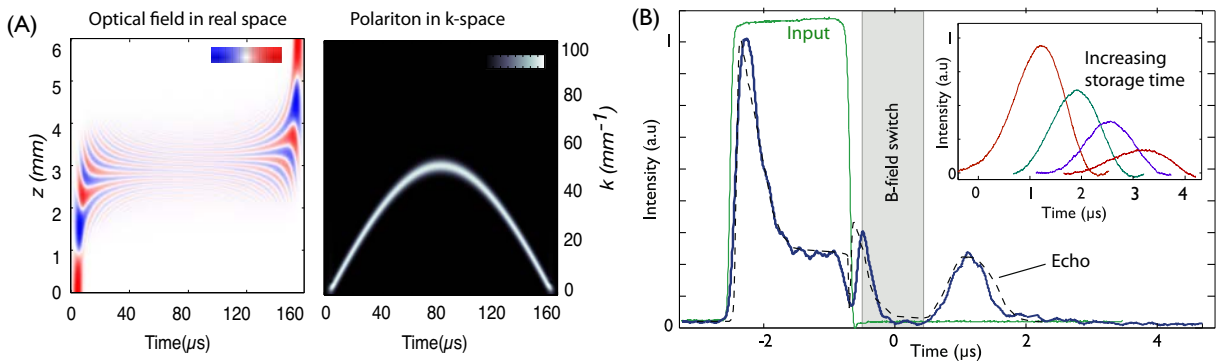 (A)
Optical field in real space
Polariton in k-space
z (mm)
6
5
4
3
2
1
0
0
40
80
120
160
Time(μs)
100
80
60
40
20
0
k (mm⁻¹)
0
40
80
120
160
Time(μs)
(B)
Intensity (a.u)
1
0
Input
B-field switch
Echo
-2
0
2
4
Time (μs)
Increasing
storage time
Intensity (a.u)
1
0
0
1
2
3
4
Time (μs)